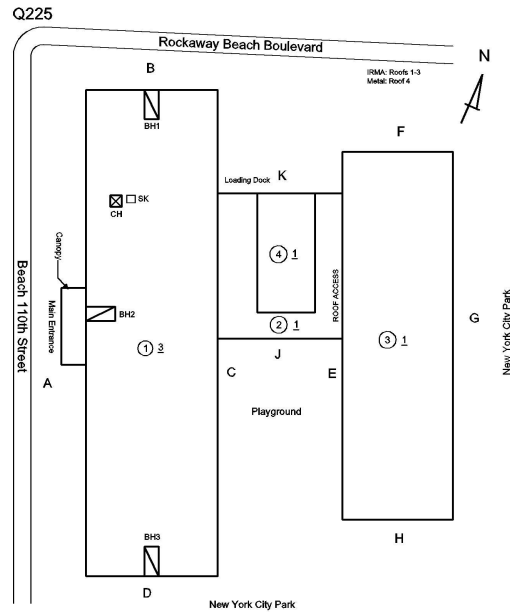 Q225
Rockaway Beach Boulevard
N
B
IRMA: Roofs 1-3
Metal: Roof 4
BH1
F
Loading Dock
K
SK
CH
Canopy
Main Entrance
4 1
ROOF ACCESS
BH2
2 1
Beach 110th Street
1 3
3 1
G
New York City Park
A
C
J
E
Playground
BH3
H
D
New York City Park